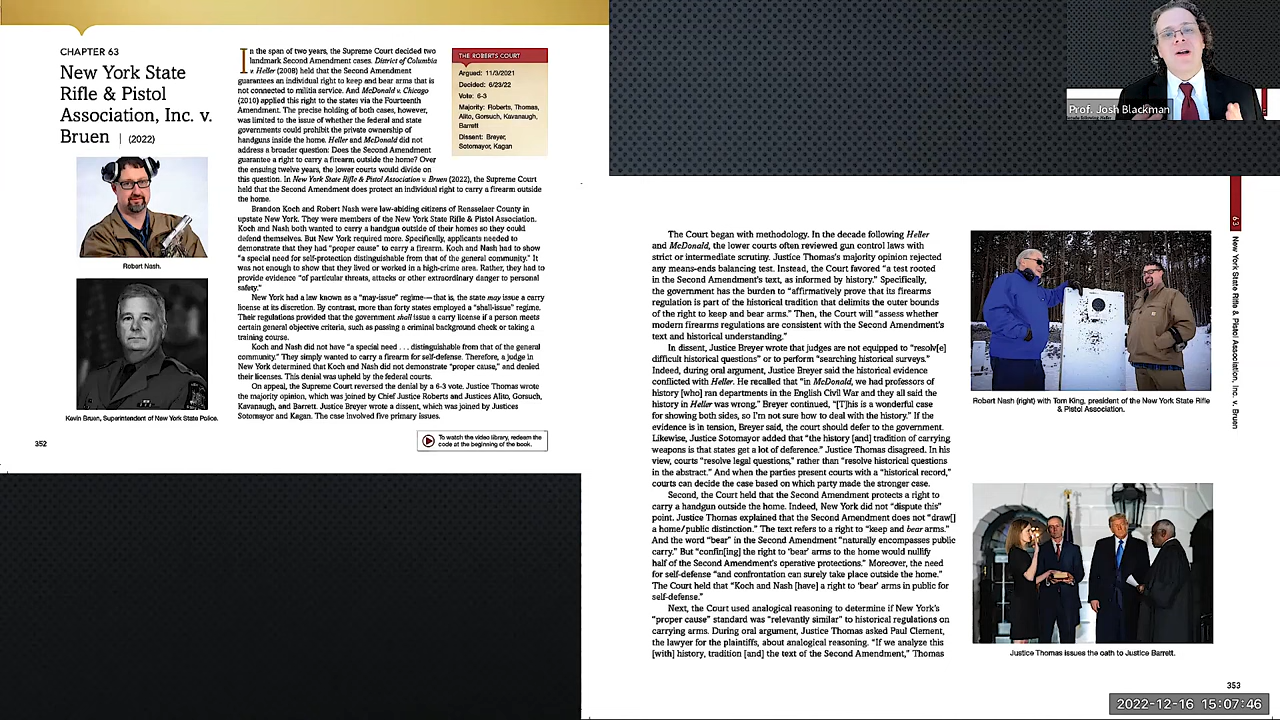 CHAPTER 63
New York State
Rifle & Pistol
Association, Inc. v.
Bruen | (2022)
Robert Nash.
Kevin Bruen, Superintendent of New York State Police.
352
In the span of two years, the Supreme Court decided two
landmark Second Amendment cases. District of Columbia
v. Heller (2008) held that the Second Amendment
guarantees an individual right to keep and bear arms that is
not connected to militia service. And McDonald v. Chicago
(2010) applied this right to the states via the Fourteenth
Amendment. The precise holding of both cases, however,
was limited to the issue of whether the federal and state
governments could prohibit the private ownership of
handguns inside the home. Heller and McDonald did not
address a broader question: Does the Second Amendment
guarantee a right to carry a firearm outside the home? Over
the ensuing twelve years, the lower courts would divide on
this question. In New York State Rifle & Pistol Association v. Bruen (2022), the Supreme Court
held that the Second Amendment does protect an individual right to carry a firearm outside
the home.
Brandon Koch and Robert Nash were law-abiding citizens of Rensselaer County in
upstate New York. They were members of the New York State Rifle & Pistol Association.
Koch and Nash both wanted to carry a handgun outside of their homes so they could
defend themselves. But New York required more. Specifically, applicants needed to
demonstrate that they had “proper cause” to carry a firearm. Koch and Nash had to show
“a special need for self-protection distinguishable from that of the general community.” It
was not enough to show that they lived or worked in a high-crime area. Rather, they had to
provide evidence “of particular threats, attacks or other extraordinary danger to personal
safety.”
New York had a law known as a “may-issue” regime—that is, the state may issue a carry
license at its discretion. By contrast, more than forty states employed a “shall-issue” regime.
Their regulations provided that the government shall issue a carry license if a person meets
certain general objective criteria, such as passing a criminal background check or taking a
training course.
Koch and Nash did not have “a special need . . . distinguishable from that of the general
community.” They simply wanted to carry a firearm for self-defense. Therefore, a judge in
New York determined that Koch and Nash did not demonstrate “proper cause,” and denied
their licenses. This denial was upheld by the federal courts.
On appeal, the Supreme Court reversed the denial by a 6-3 vote. Justice Thomas wrote
the majority opinion, which was joined by Chief Justice Roberts and Justices Alito, Gorsuch,
Kavanaugh, and Barrett. Justice Breyer wrote a dissent, which was joined by Justices
Sotomayor and Kagan. The case involved five primary issues.
THE ROBERTS COURT
Argued: 11/3/2021
Decided: 6/23/22
Vote: 6-3
Majority: Roberts, Thomas,
Alito, Gorsuch, Kavanaugh,
Barrett
Dissent: Breyer,
Sotomayor, Kagan
To watch the video library, redeem the
code at the beginning of the book.
Prof. Josh Blackman
The Court began with methodology. In the decade following Heller
and McDonald, the lower courts often reviewed gun control laws with
strict or intermediate scrutiny. Justice Thomas's majority opinion rejected
any means-ends balancing test. Instead, the Court favored “a test rooted
in the Second Amendment's text, as informed by history.” Specifically,
the government has the burden to “affirmatively prove that its firearms
regulation is part of the historical tradition that delimits the outer bounds
of the right to keep and bear arms.” Then, the Court will “assess whether
modern firearms regulations are consistent with the Second Amendment's
text and historical understanding.”
In dissent, Justice Breyer wrote that judges are not equipped to “resolv[e]
difficult historical questions” or to perform “searching historical surveys.”
Indeed, during oral argument, Justice Breyer said the historical evidence
conflicted with Heller. He recalled that “in McDonald, we had professors of
history [who] ran departments in the English Civil War and they all said the
history in Heller was wrong.” Breyer continued, “[T]his is a wonderful case
for showing both sides, so I'm not sure how to deal with the history.” If the
evidence is in tension, Breyer said, the court should defer to the government.
Likewise, Justice Sotomayor added that “the history [and] tradition of carrying
weapons is that states get a lot of deference.” Justice Thomas disagreed. In his
view, courts “resolve legal questions,” rather than “resolve historical questions
in the abstract.” And when the parties present courts with a “historical record,”
courts can decide the case based on which party made the stronger case.
Second, the Court held that the Second Amendment protects a right to
carry a handgun outside the home. Indeed, New York did not “dispute this”
point. Justice Thomas explained that the Second Amendment does not “draw[]
a home/public distinction.” The text refers to a right to “keep and bear arms.”
And the word “bear” in the Second Amendment “naturally encompasses public
carry.” But “confin[ing] the right to ‘bear’ arms to the home would nullify
half of the Second Amendment's operative protections.” Moreover, the need
for self-defense “and confrontation can surely take place outside the home.”
The Court held that “Koch and Nash [have] a right to ‘bear’ arms in public for
self-defense.”
Next, the Court used analogical reasoning to determine if New York's
“proper cause” standard was “relevantly similar” to historical regulations on
carrying arms. During oral argument, Justice Thomas asked Paul Clement,
the lawyer for the plaintiffs, about analogical reasoning. “If we analyze this
[with] history, tradition [and] the text of the Second Amendment,” Thomas
Robert Nash (right) with Tom King, president of the New York State Rifle
& Pistol Association.
Justice Thomas issues the oath to Justice Barrett.
63
New York State Rifle & Pistol Association, Inc. v. Bruen
353
2022-12-16 15:07:46